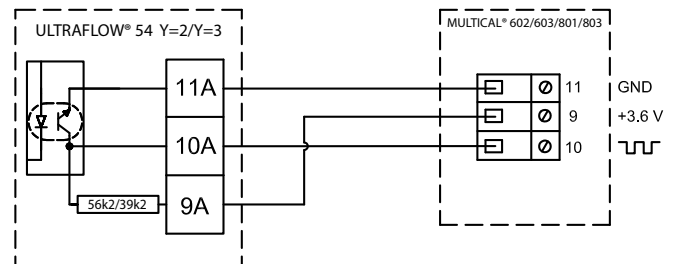 ULTRAFLOW® 54 Y=2/Y=3
MULTICAL® 602/603/801/803
11A
10A
9A
56k2/39k2
11 GND
9 +3.6 V
10